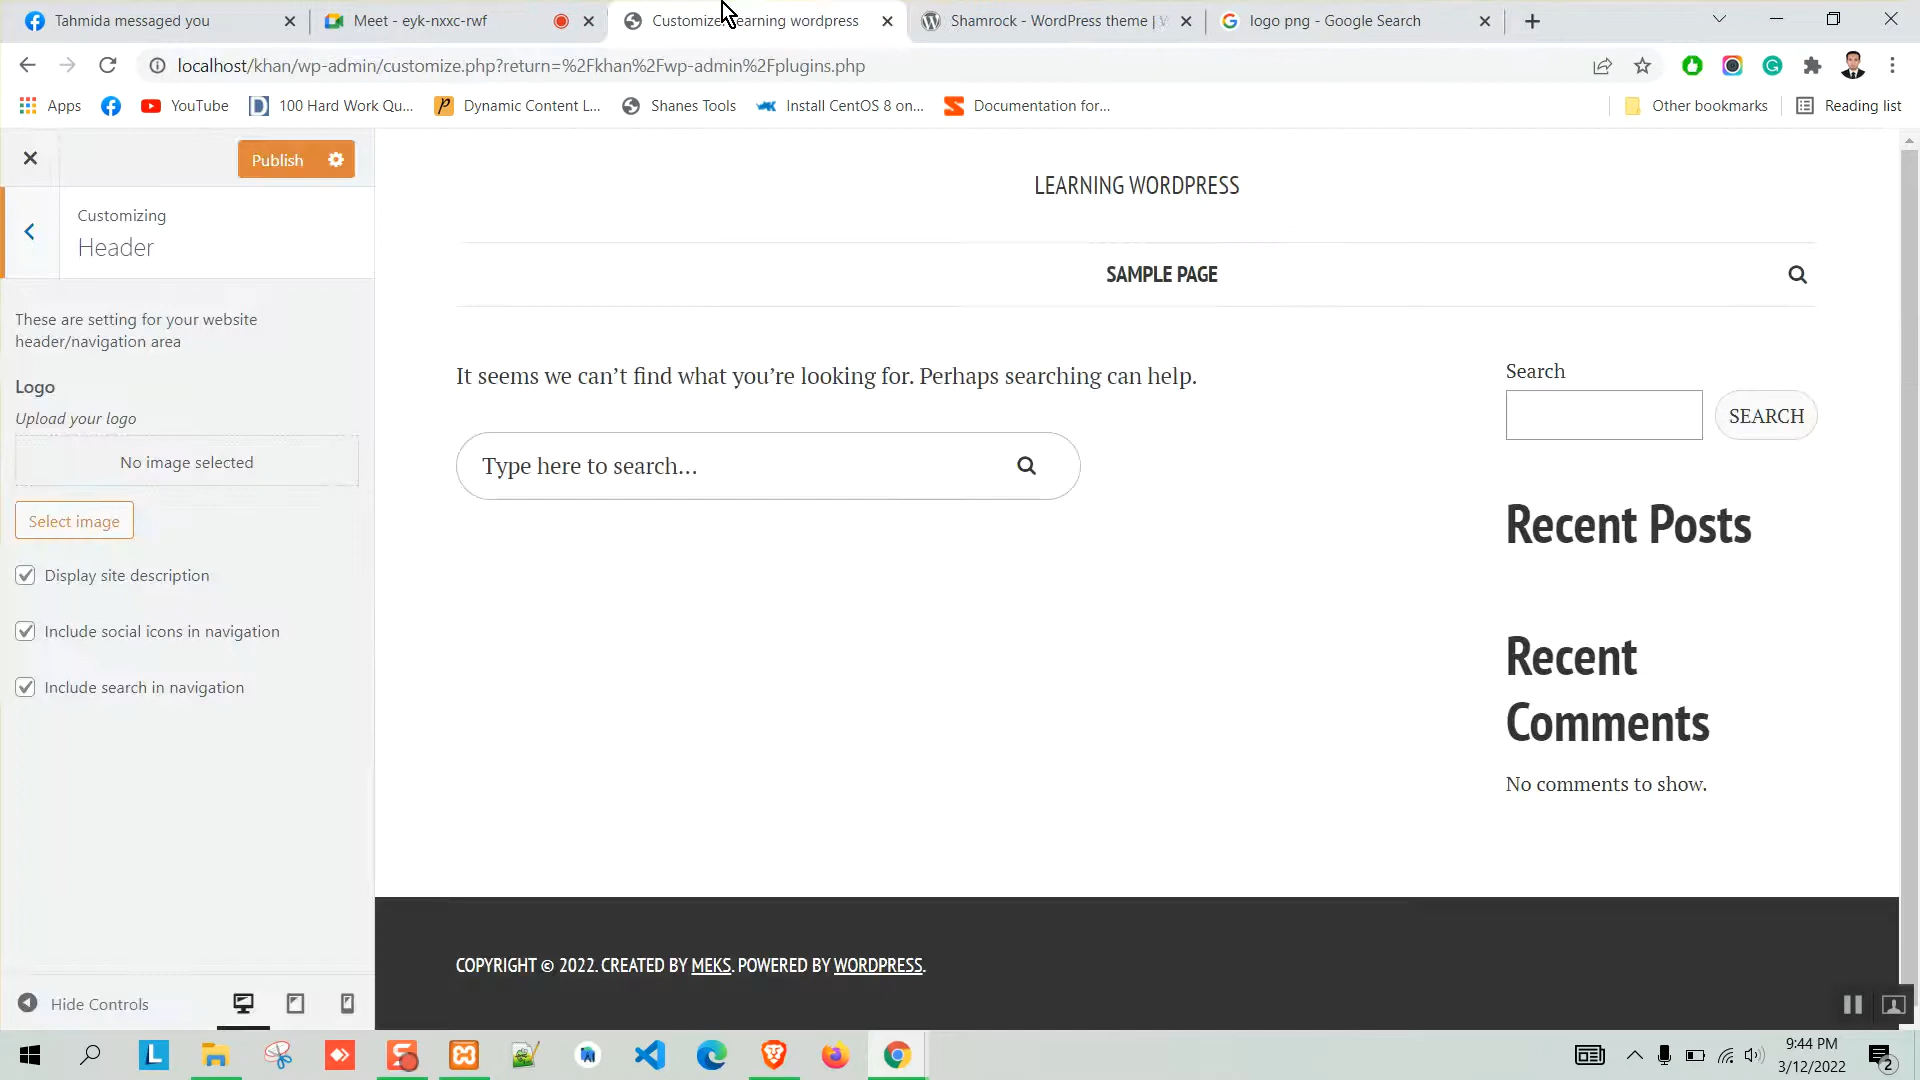 Tahmida messaged you
Meet - eyk-nxxc-rwf
Customize: Learning wordpress
Shamrock - WordPress theme |
logo png - Google Search
localhost/khan/wp-admin/customize.php?return=%2Fkhan%2Fwp-admin%2Fplugins.php
Apps
YouTube
100 Hard Work Qu...
Dynamic Content L...
Shanes Tools
Install CentOS 8 on...
Documentation for...
Other bookmarks
Reading list
Publish
Customizing
Header
These are setting for your website
header/navigation area
Logo
Upload your logo
No image selected
Select image
Display site description
Include social icons in navigation
Include search in navigation
Hide Controls
LEARNING WORDPRESS
SAMPLE PAGE
It seems we can’t find what you’re looking for. Perhaps searching can help.
Type here to search...
Search
SEARCH
Recent Posts
Recent
Comments
No comments to show.
COPYRIGHT © 2022. CREATED BY MEKS. POWERED BY WORDPRESS.
9:44 PM
3/12/2022
2